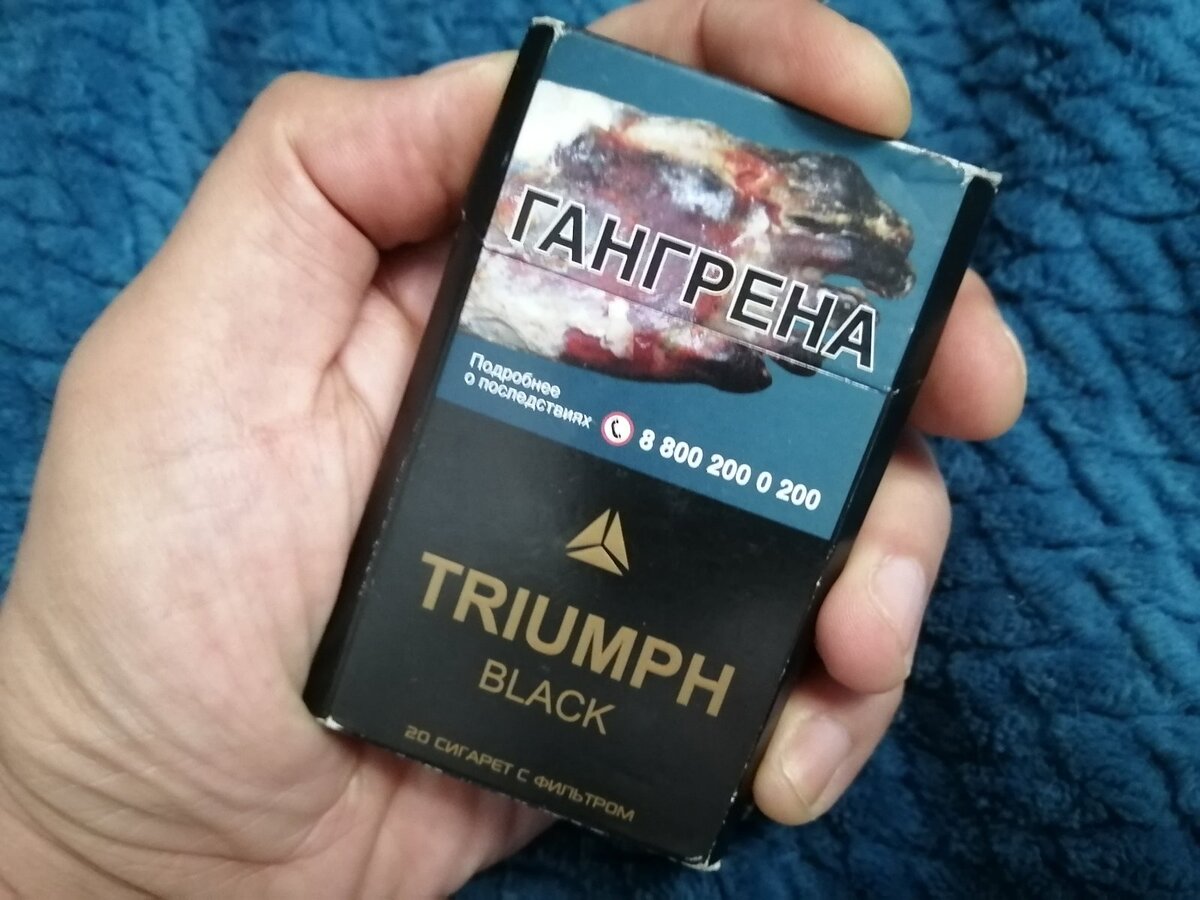 ГАНГРЕНА
Подробнее
о последствиях
8 800 200 0 200
TRIUMPH
BLACK
20 СИГАРЕТ С ФИЛЬТРОМ